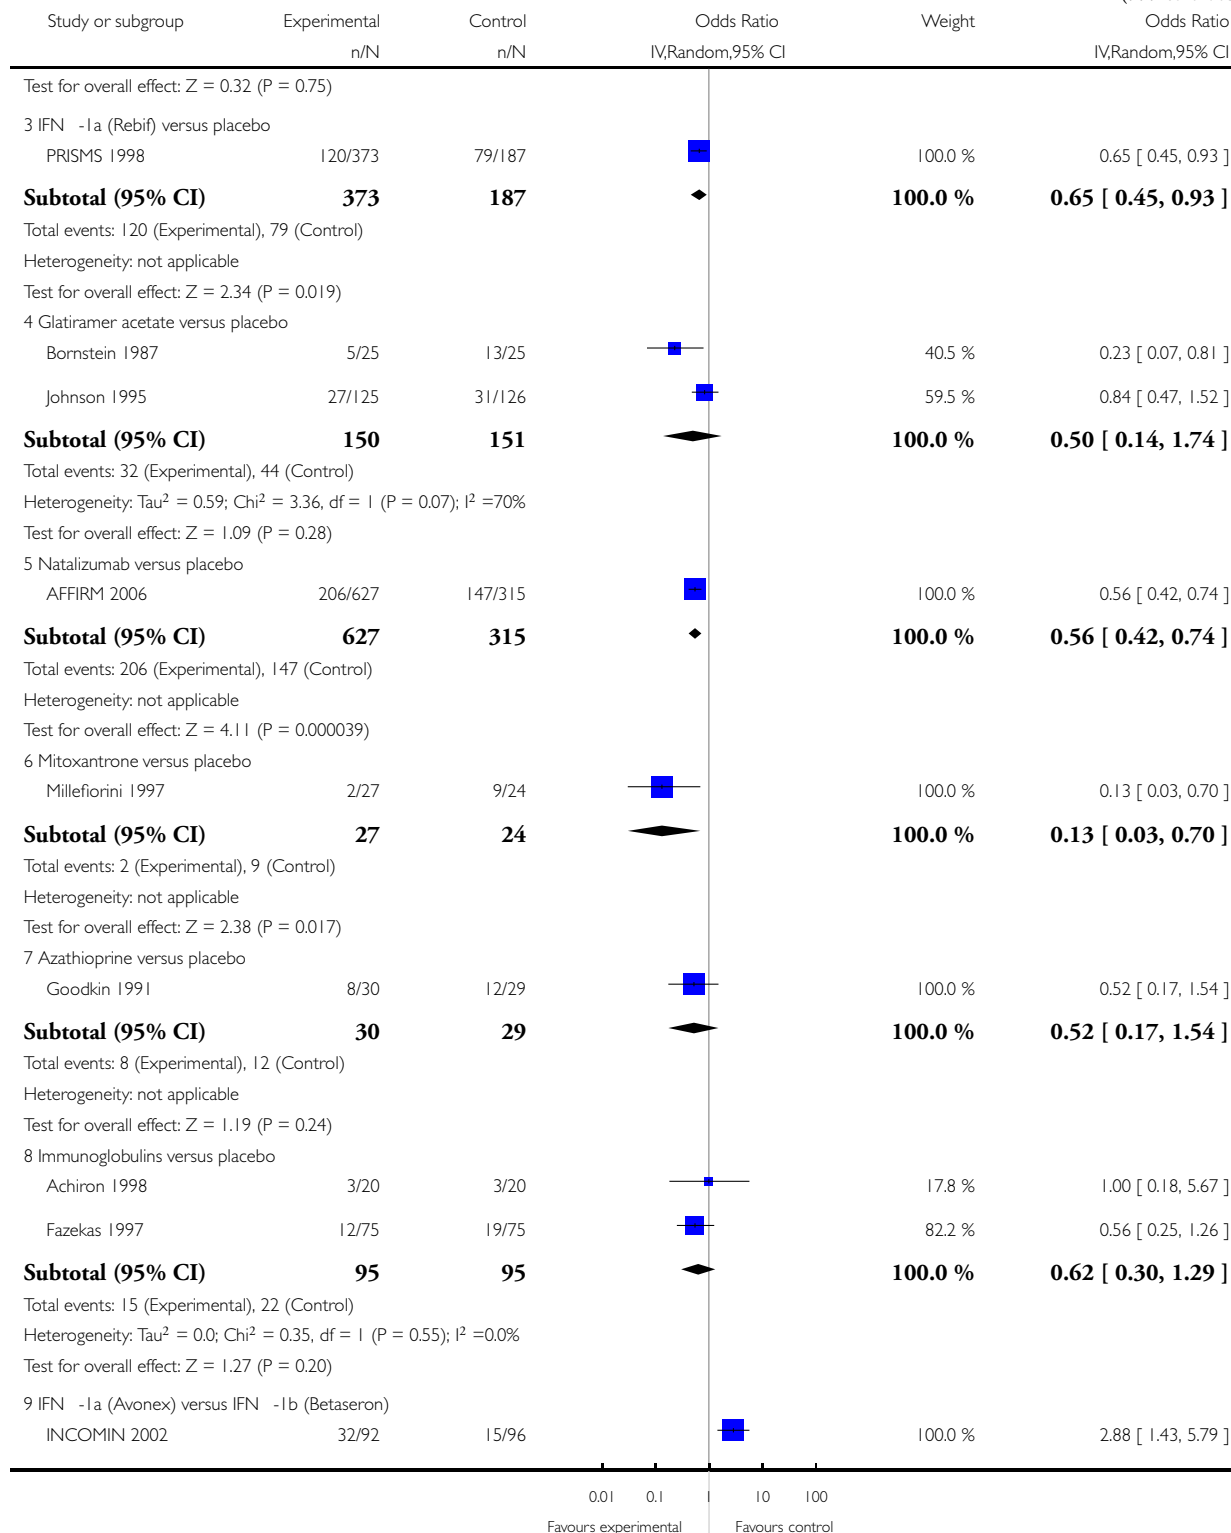 Study or subgroup Experimental Control Odds Ratio Weight Odds Ratio
n/N n/N IV,Random,95% CI IV,Random,95% CI
Test for overall effect: Z = 0.32 (P = 0.75)
3 IFN -1a (Rebif) versus placebo
PRISMS 1998 120/373 79/187 100.0 % 0.65 [ 0.45, 0.93 ]
Subtotal (95% CI) 373 187 100.0 % 0.65 [ 0.45, 0.93 ]
Total events: 120 (Experimental), 79 (Control)
Heterogeneity: not applicable
Test for overall effect: Z = 2.34 (P = 0.019)
4 Glatiramer acetate versus placebo
Bornstein 1987 5/25 13/25 40.5 % 0.23 [ 0.07, 0.81 ]
Johnson 1995 27/125 31/126 59.5 % 0.84 [ 0.47, 1.52 ]
Subtotal (95% CI) 150 151 100.0 % 0.50 [ 0.14, 1.74 ]
Total events: 32 (Experimental), 44 (Control)
Heterogeneity: Tau² = 0.59; Chi² = 3.36, df = 1 (P = 0.07); I² =70%
Test for overall effect: Z = 1.09 (P = 0.28)
5 Natalizumab versus placebo
AFFIRM 2006 206/627 147/315 100.0 % 0.56 [ 0.42, 0.74 ]
Subtotal (95% CI) 627 315 100.0 % 0.56 [ 0.42, 0.74 ]
Total events: 206 (Experimental), 147 (Control)
Heterogeneity: not applicable
Test for overall effect: Z = 4.11 (P = 0.000039)
6 Mitoxantrone versus placebo
Millefiorini 1997 2/27 9/24 100.0 % 0.13 [ 0.03, 0.70 ]
Subtotal (95% CI) 27 24 100.0 % 0.13 [ 0.03, 0.70 ]
Total events: 2 (Experimental), 9 (Control)
Heterogeneity: not applicable
Test for overall effect: Z = 2.38 (P = 0.017)
7 Azathioprine versus placebo
Goodkin 1991 8/30 12/29 100.0 % 0.52 [ 0.17, 1.54 ]
Subtotal (95% CI) 30 29 100.0 % 0.52 [ 0.17, 1.54 ]
Total events: 8 (Experimental), 12 (Control)
Heterogeneity: not applicable
Test for overall effect: Z = 1.19 (P = 0.24)
8 Immunoglobulins versus placebo
Achiron 1998 3/20 3/20 17.8 % 1.00 [ 0.18, 5.67 ]
Fazekas 1997 12/75 19/75 82.2 % 0.56 [ 0.25, 1.26 ]
Subtotal (95% CI) 95 95 100.0 % 0.62 [ 0.30, 1.29 ]
Total events: 15 (Experimental), 22 (Control)
Heterogeneity: Tau² = 0.0; Chi² = 0.35, df = 1 (P = 0.55); I² =0.0%
Test for overall effect: Z = 1.27 (P = 0.20)
9 IFN -1a (Avonex) versus IFN -1b (Betaseron)
INCOMIN 2002 32/92 15/96 100.0 % 2.88 [ 1.43, 5.79 ]
0.01 0.1 1 10 100
Favours experimental Favours control